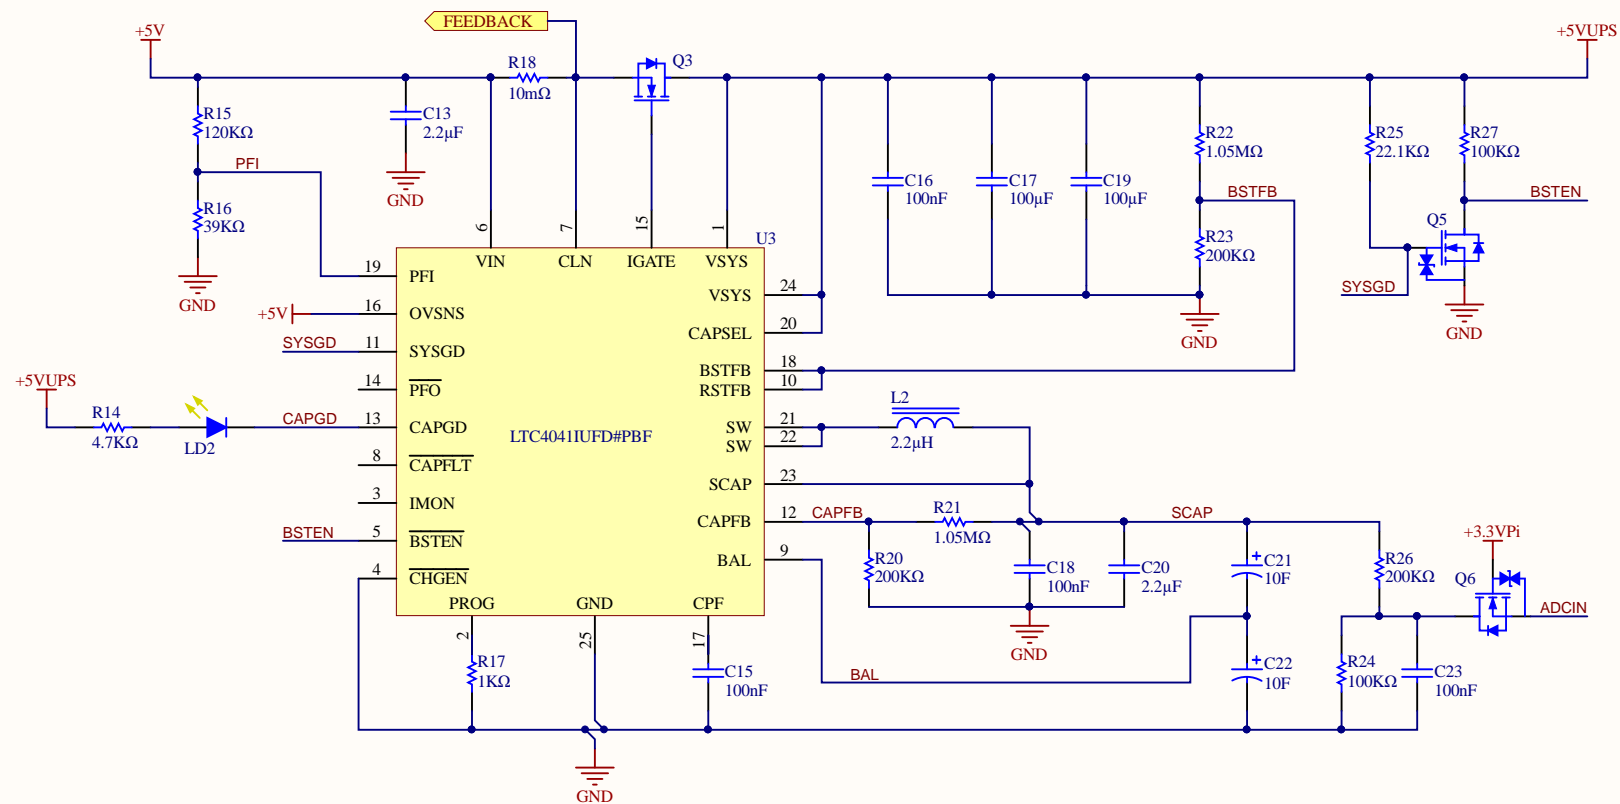 FEEDBACK
+5V
+5VUPS
R18
10mΩ
Q3
R15
120KΩ
C13
2.2µF
GND
PFI
R16
39KΩ
GND
R22
1.05MΩ
R25
22.1KΩ
R27
100KΩ
C16
100nF
C17
100µF
C19
100µF
BSTFB
BSTEN
R23
200KΩ
Q5
SYSGD
GND
GND
U3
6
7
15
1
VIN
CLN
IGATE
VSYS
19
PFI
16
OVSNS
+5V
SYSGD
11
SYSGD
14
PFO
+5VUPS
R14
4.7KΩ
LD2
CAPGD
13
CAPGD
8
CAPFLT
3
IMON
BSTEN
5
BSTEN
4
CHGEN
LTC4041IUFD#PBF
VSYS
24
CAPSEL
20
BSTFB
18
RSTFB
10
SW
21
SW
22
SCAP
23
CAPFB
12
BAL
9
PROG
GND
CPF
2
25
17
L2
2.2µH
CAPFB
R21
1.05MΩ
SCAP
R20
200KΩ
C18
100nF
C20
2.2µF
C21
10F
R26
200KΩ
+3.3VPi
Q6
ADCIN
GND
BAL
C22
10F
R24
100KΩ
C23
100nF
R17
1KΩ
C15
100nF
GND